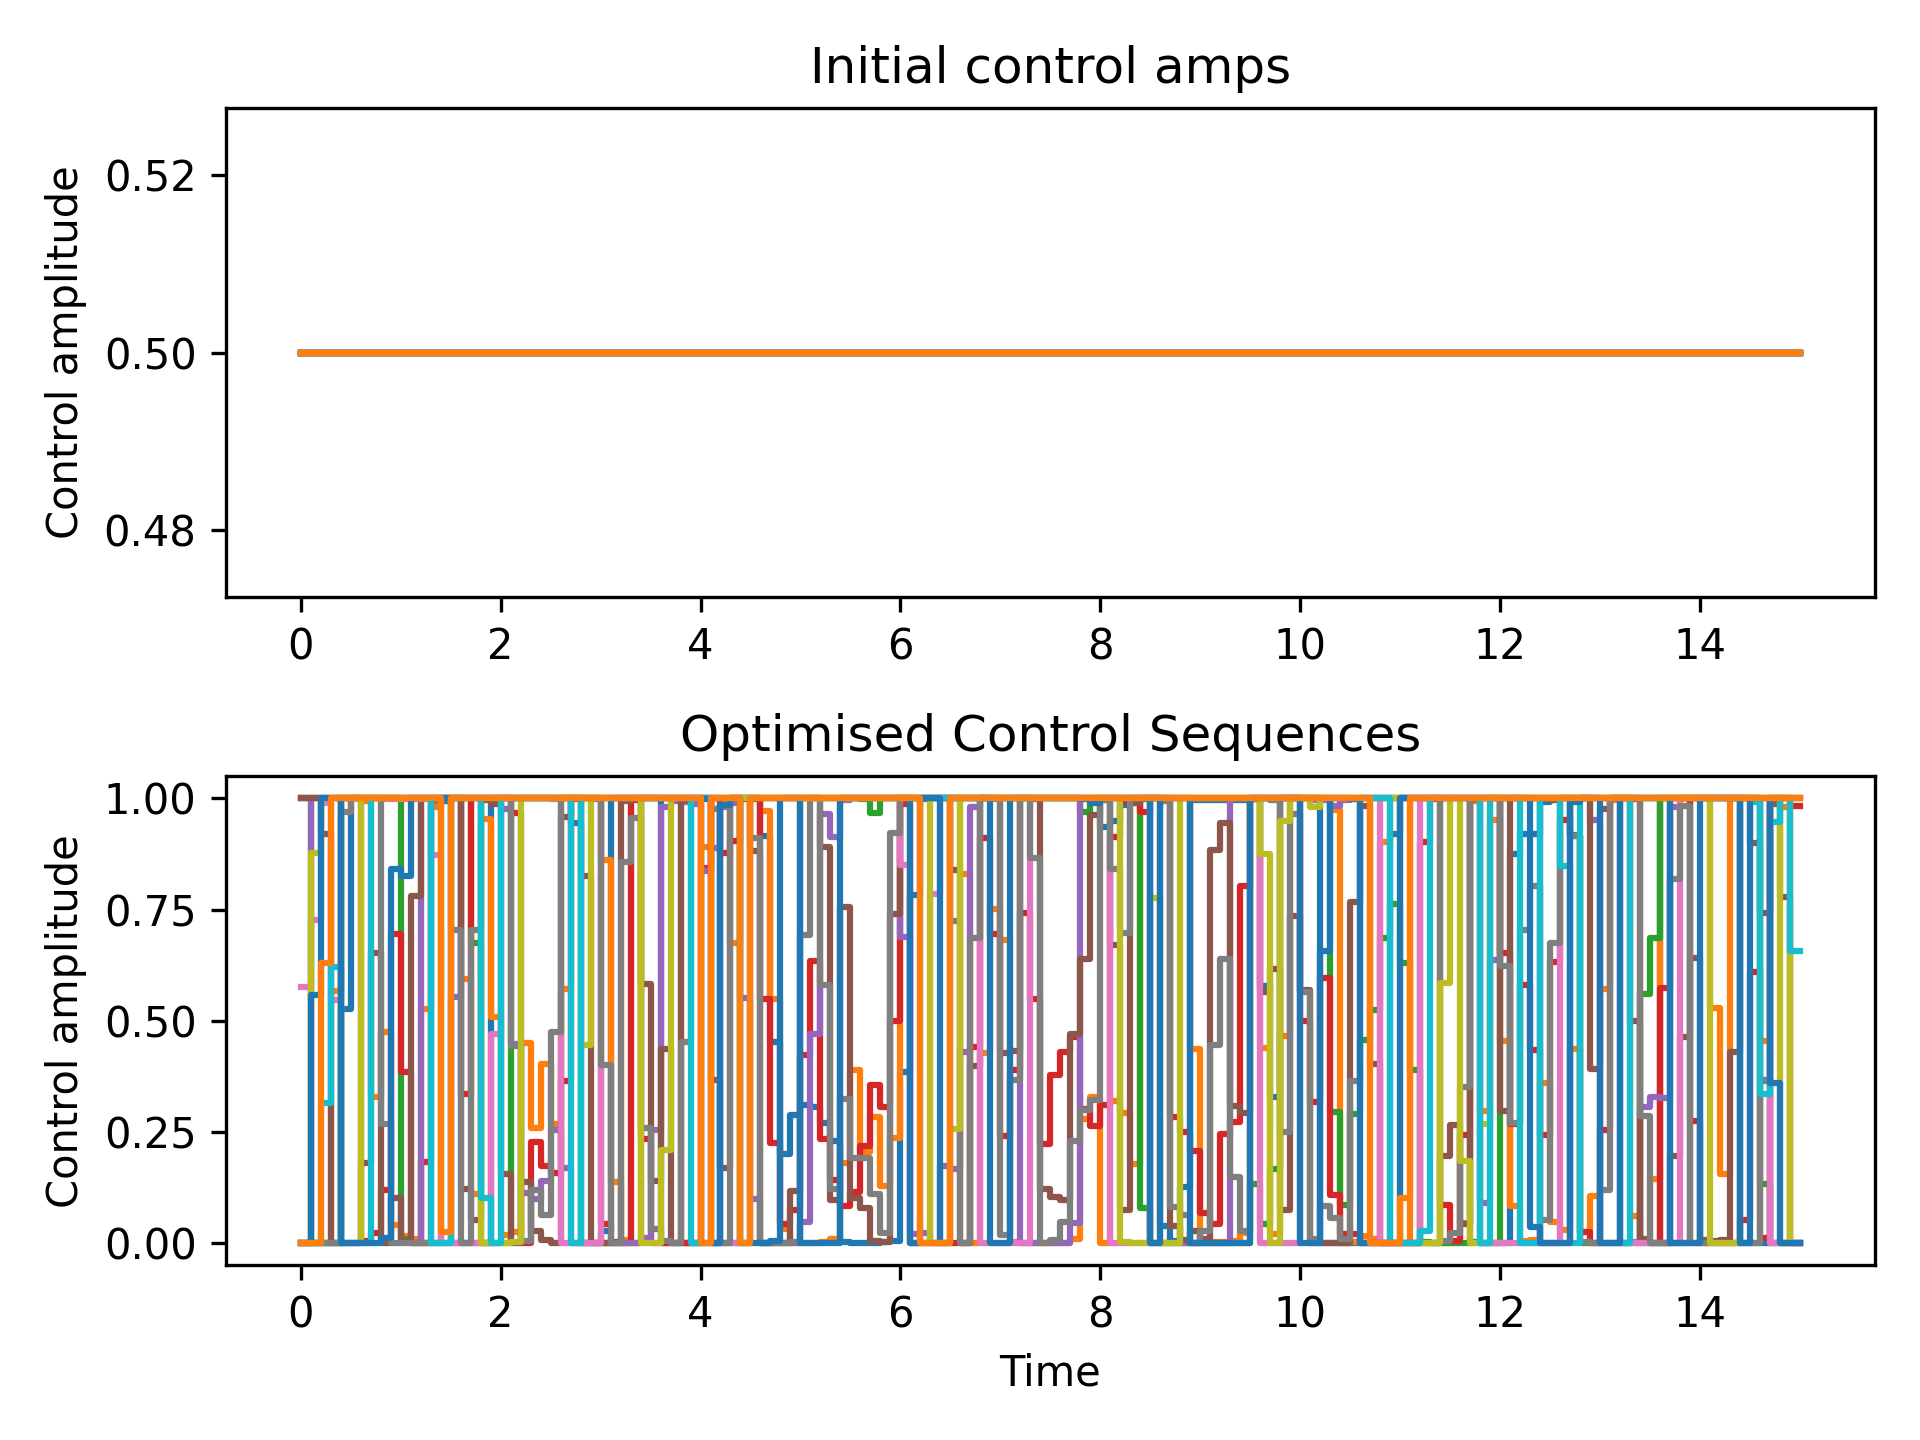 Initial control amps
Control amplitude
0.52
0.50
0.48
0 2 4 6 8 10 12 14
Optimised Control Sequences
Control amplitude
1.00
0.75
0.50
0.25
0.00
0 2 4 6 8 10 12 14
Time